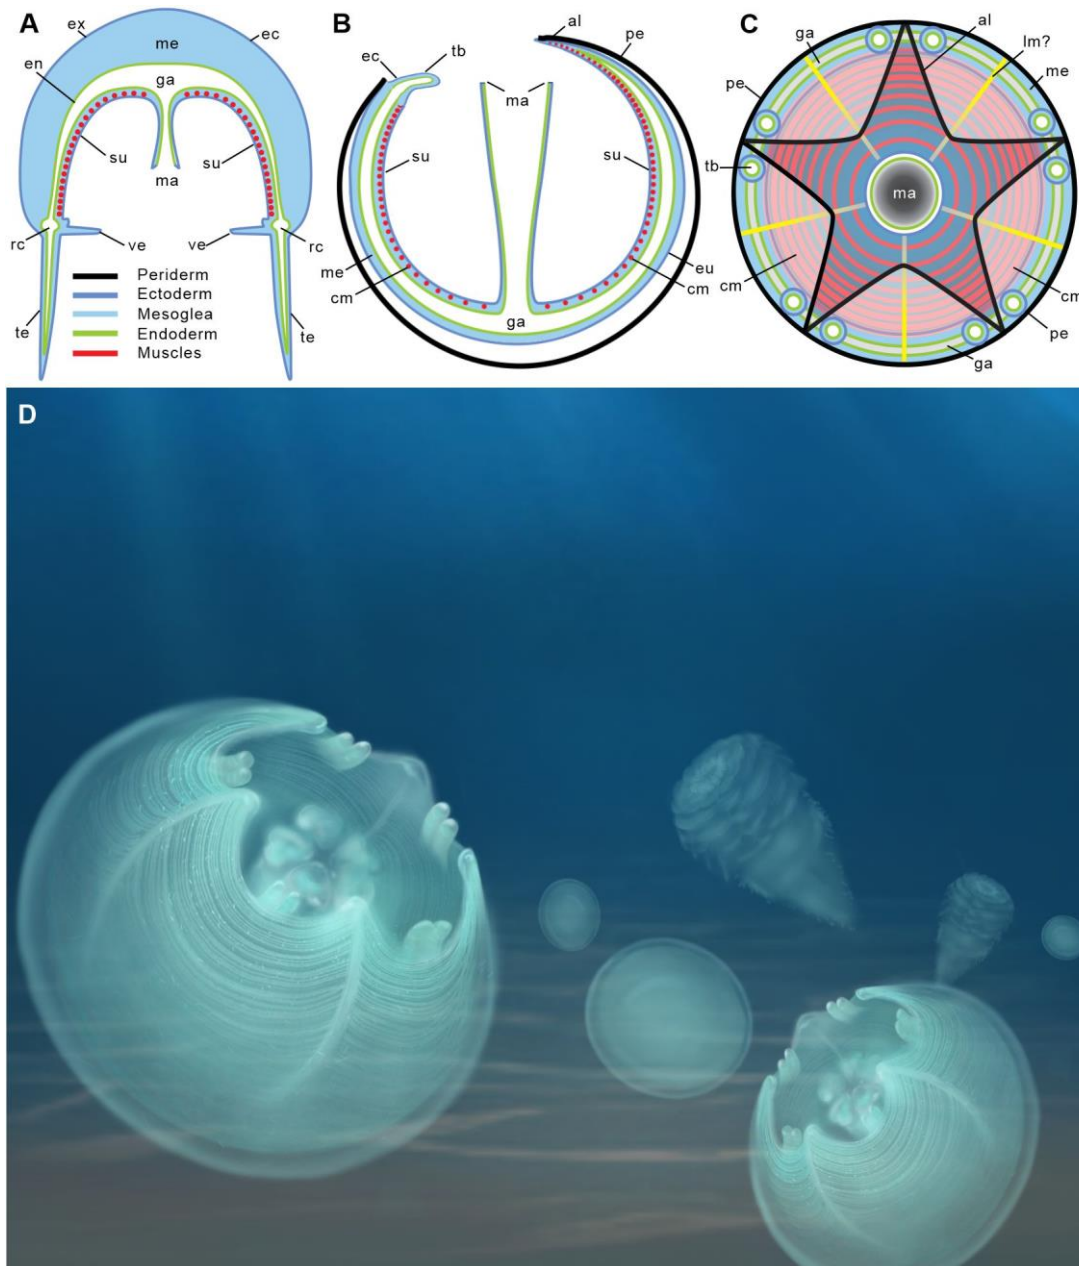 A
ex
ec
me
en
ga
su
su
ma
rc
ve
ve
rc
te
te
Periderm
Ectoderm
Mesoglea
Endoderm
Muscles
B
al
pe
ec
tb
ma
su
su
me
eu
cm
cm
ga
C
ga
al
lm?
me
pe
tb
ma
cm
cm
pe
ga
D